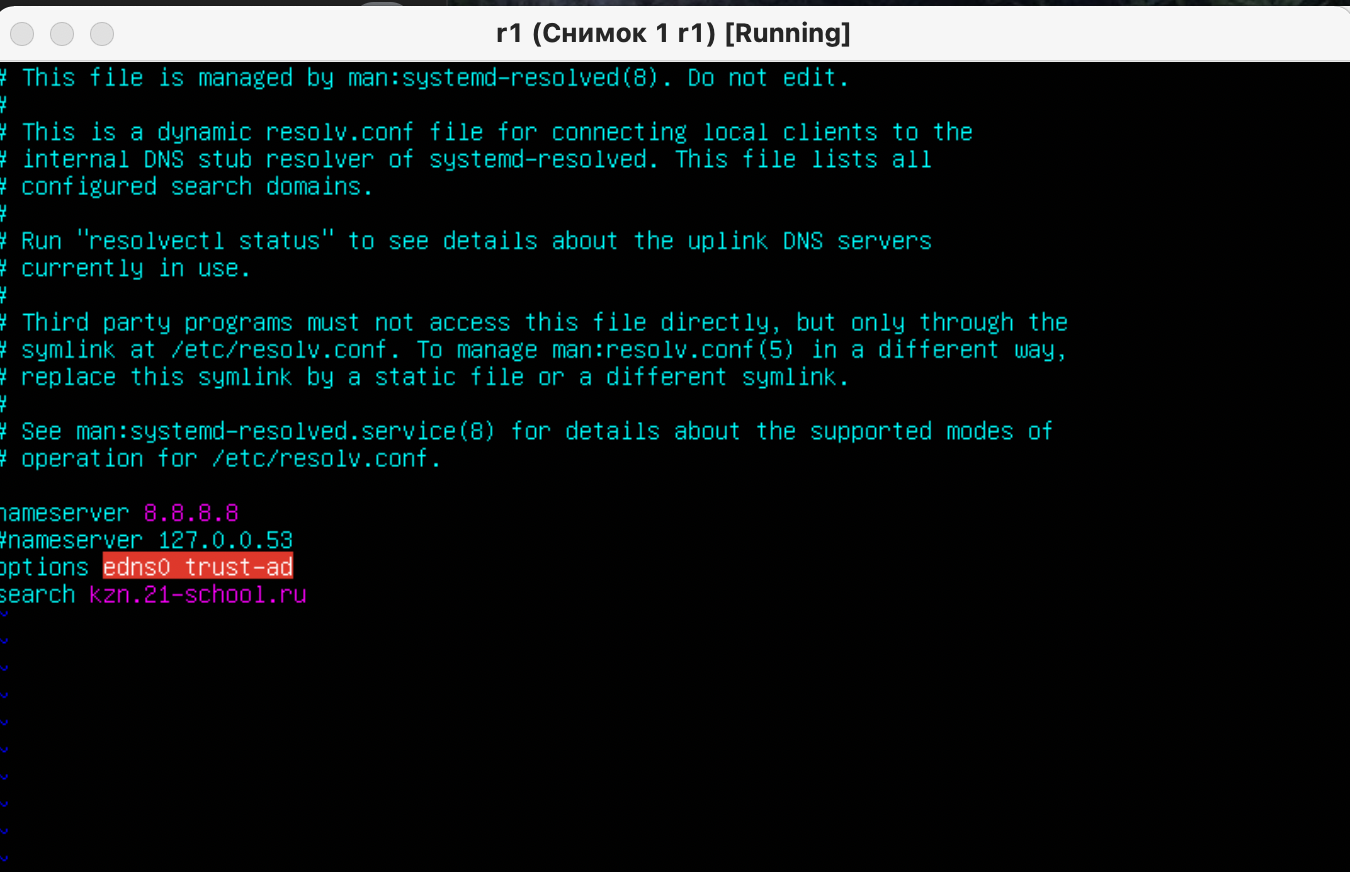 r1 (Снимок 1 r1) [Running]
# This file is managed by man:systemd-resolved(8). Do not edit.
#
# This is a dynamic resolv.conf file for connecting local clients to the
# internal DNS stub resolver of systemd-resolved. This file lists all
# configured search domains.
#
# Run "resolvectl status" to see details about the uplink DNS servers
# currently in use.
#
# Third party programs must not access this file directly, but only through the
# symlink at /etc/resolv.conf. To manage man:resolv.conf(5) in a different way,
# replace this symlink by a static file or a different symlink.
#
# See man:systemd-resolved.service(8) for details about the supported modes of
# operation for /etc/resolv.conf.
nameserver 8.8.8.8
#nameserver 127.0.0.53
options edns0 trust-ad
search kzn.21-school.ru
~
~
~
~
~
~
~
~
~
~